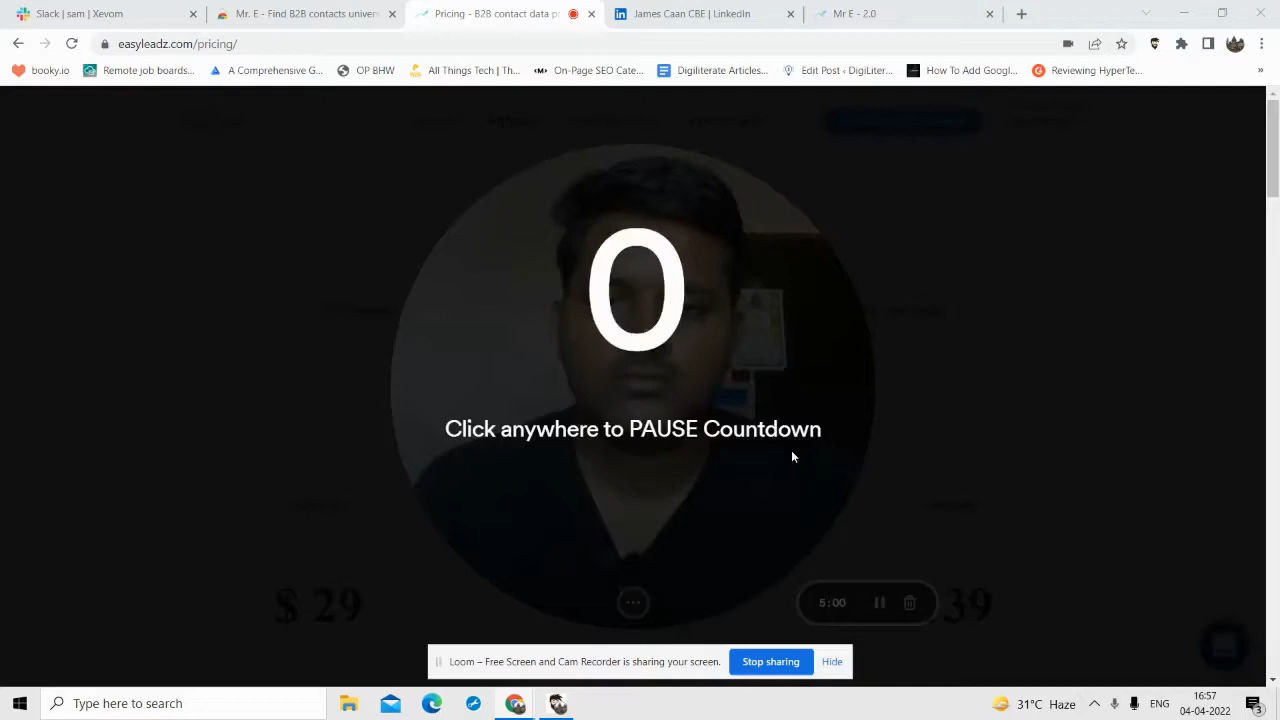 Slack | sam | Xevom
Mr. E - Find B2B contacts univers
Pricing - B2B contact data p
James Caan CBE | LinkedIn
Mr E - 2.0
easyleadz.com/pricing/
booky.io
Remote job boards...
A Comprehensive G...
OP BHW
All Things Tech | Th...
On-Page SEO Cate...
Digiliterate Articles...
Edit Post ‹ DigiLiter...
How To Add Googl...
Reviewing HyperTe...
»
0
Click anywhere to PAUSE Countdown
$ 29
5:00
39
Loom – Free Screen and Cam Recorder is sharing your screen.
Stop sharing
Hide
Type here to search
31°C Haze
ENG
16:57
04-04-2022
3